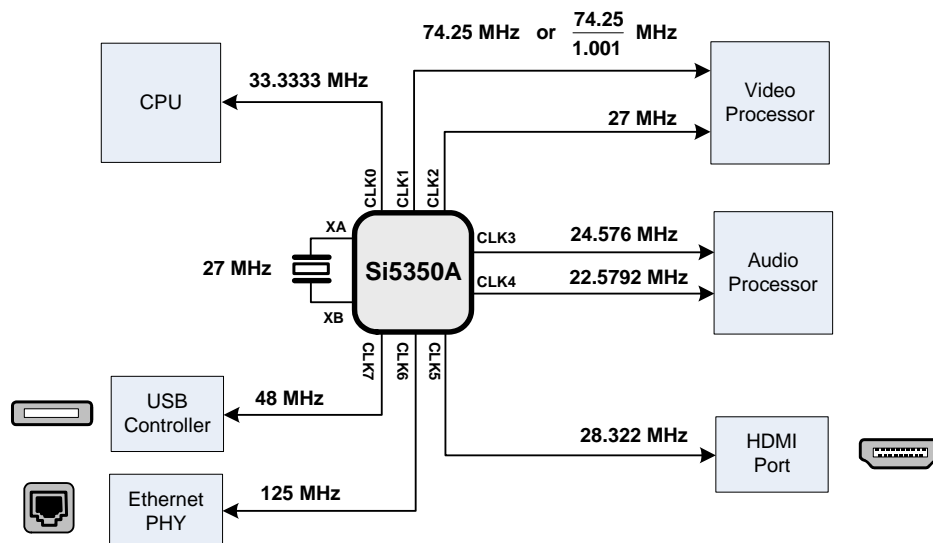 74.25 MHz or 74.25/1.001 MHz
33.3333 MHz
CPU
Video
Processor
27 MHz
CLK0
CLK1
CLK2
XA
CLK3
24.576 MHz
Audio
Processor
27 MHz
Si5350A
CLK4
22.5792 MHz
XB
CLK7
CLK6
CLK5
USB
Controller
48 MHz
28.322 MHz
HDMI
Port
Ethernet
PHY
125 MHz